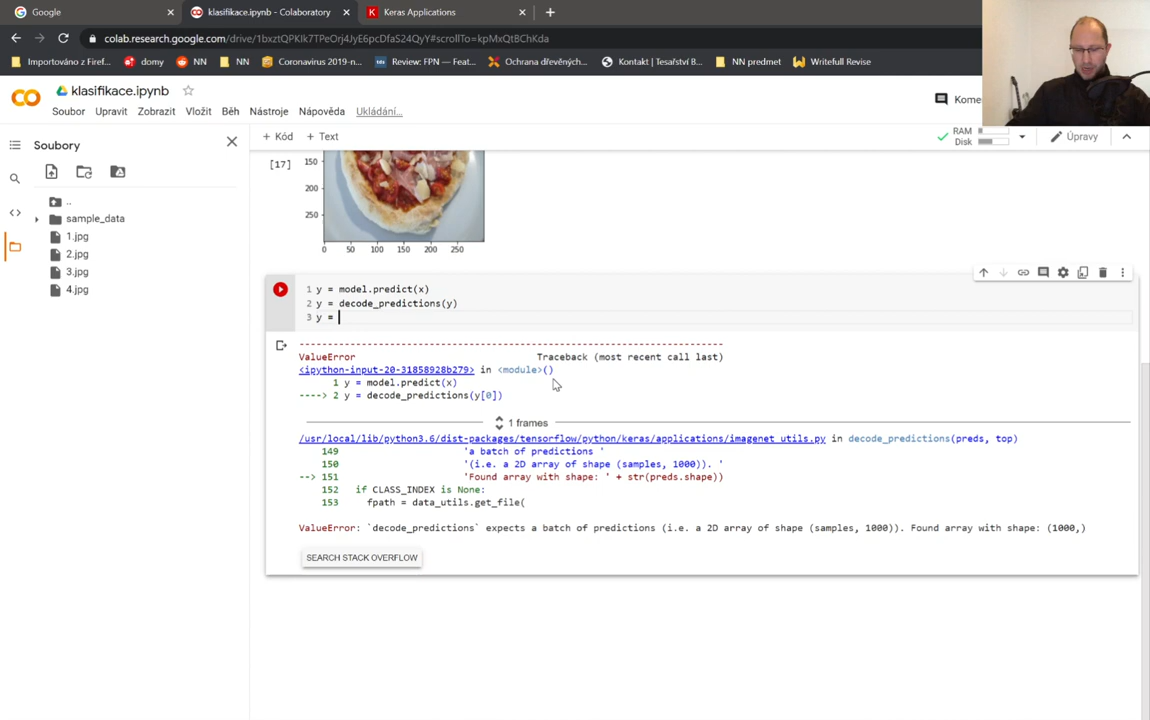 Google
klasifikace.ipynb - Colaboratory
Keras Applications
colab.research.google.com/drive/1bxztQPKIk7TPeOrj4JyE6pcDfaS24QyY#scrollTo=kpMxQtBChKda
Importováno z Firef...
domy
NN
NN
Coronavirus 2019-n...
Review: FPN — Feat...
Ochrana dřevěných...
Kontakt | Tesařství B...
NN predmet
Writefull Revise
klasifikace.ipynb
Soubor
Upravit
Zobrazit
Vložit
Běh
Nástroje
Nápověda
Ukládání...
Kome
Soubory
+ Kód
+ Text
RAM
Disk
Úpravy
..
sample_data
1.jpg
2.jpg
3.jpg
4.jpg
[17]
150
200
250
0 50 100 150 200 250
1 y = model.predict(x)
2 y = decode_predictions(y)
3 y =
---------------------------------------------------------------------------
ValueError Traceback (most recent call last)
<ipython-input-20-31858928b279> in <module>()
1 y = model.predict(x)
----> 2 y = decode_predictions(y[0])
1 frames
/usr/local/lib/python3.6/dist-packages/tensorflow/python/keras/applications/imagenet_utils.py in decode_predictions(preds, top)
149 'a batch of predictions '
150 '(i.e. a 2D array of shape (samples, 1000)). '
--> 151 'Found array with shape: ' + str(preds.shape))
152 if CLASS_INDEX is None:
153 fpath = data_utils.get_file(
ValueError: `decode_predictions` expects a batch of predictions (i.e. a 2D array of shape (samples, 1000)). Found array with shape: (1000,)
SEARCH STACK OVERFLOW